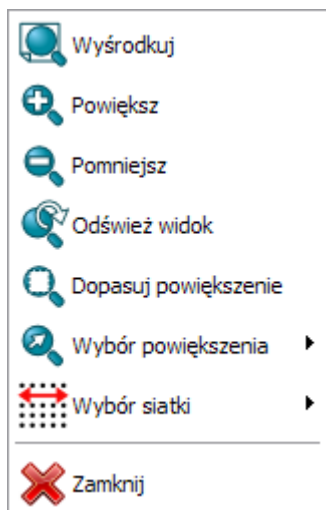 Wyśrodkuj
Powiększ
Pomniejsz
Odśwież widok
Dopasuj powiększenie
Wybór powiększenia
Wybór siatki
Zamknij